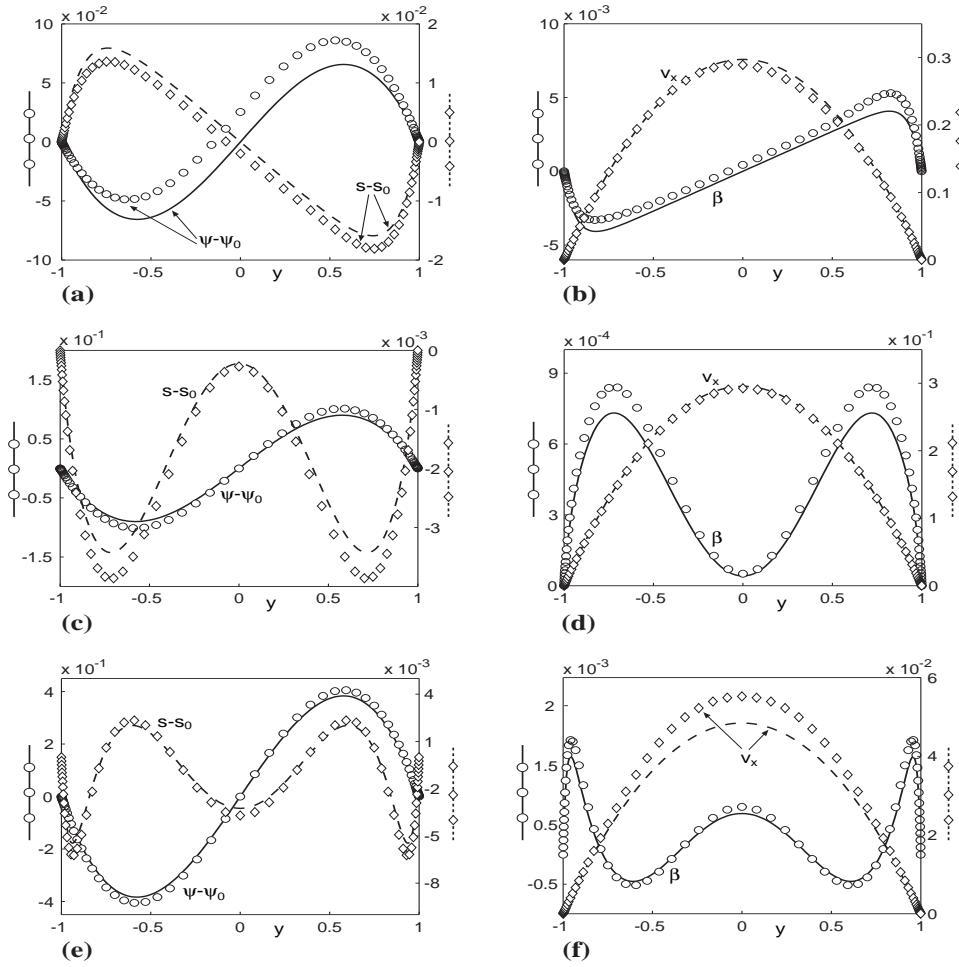 x 10⁻² x 10⁻²
10 5 0 -5 -10
2 1 0 -1 -2
s-s₀
ψ-ψ₀
-1 -0.5 0 0.5 1
y
(a)
x 10⁻³
10 5 0 -5
0.3 0.2 0.1 0
vₓ
β
-1 -0.5 0 0.5 1
y
(b)
x 10⁻¹ x 10⁻³
1.5 0.5 -0.5 -1.5
0 -1 -2 -3
s-s₀
ψ-ψ₀
-1 -0.5 0 0.5 1
y
(c)
x 10⁻⁴ x 10⁻¹
9 6 3 0
3 2 1 0
vₓ
β
-1 -0.5 0 0.5 1
y
(d)
x 10⁻¹ x 10⁻³
4 2 0 -2 -4
4 1 -2 -5 -8
s-s₀
ψ-ψ₀
-1 -0.5 0 0.5 1
y
(e)
x 10⁻³ x 10⁻²
2 1.5 0.5 -0.5
6 4 2 0
vₓ
β
-1 -0.5 0 0.5 1
y
(f)